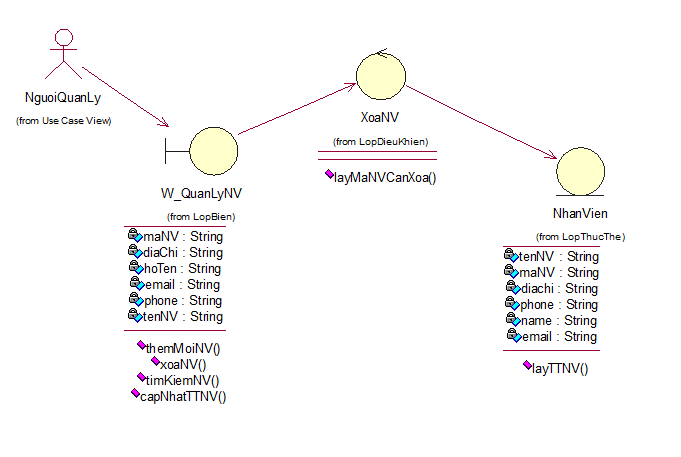 NguoiQuanLy
(from Use Case View)
W_QuanLyNV
(from LopBien)
maNV : String
diaChi : String
hoTen : String
email : String
phone : String
tenNV : String
themMoiNV()
xoaNV()
timKiemNV()
capNhatTTNV()
XoaNV
(from LopDieuKhien)
layMaNVCanXoa()
NhanVien
(from LopThucThe)
tenNV : String
maNV : String
diachi : String
phone : String
name : String
email : String
layTTNV()